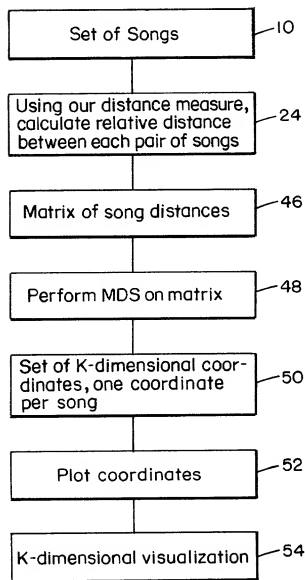 Set of Songs
10
Using our distance measure,
calculate relative distance
between each pair of songs
24
Matrix of song distances
46
Perform MDS on matrix
48
Set of K-dimensional coor-
dinates, one coordinate
per song
50
Plot coordinates
52
K-dimensional visualization
54